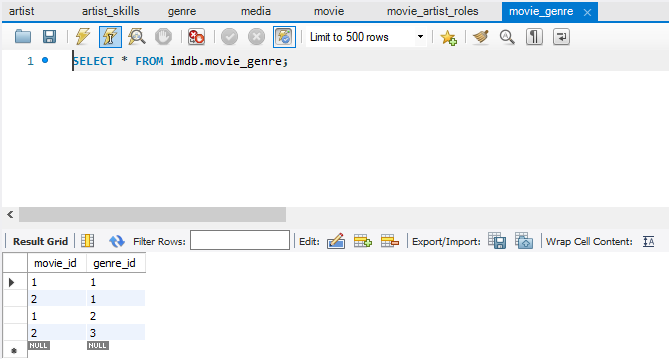 artist artist_skills genre media movie movie_artist_roles movie_genre
Limit to 500 rows
1 SELECT * FROM imdb.movie_genre;
Result Grid Filter Rows: Edit: Export/Import: Wrap Cell Content: IA
movie_id genre_id
1 1
2 1
1 2
2 3
NULL NULL